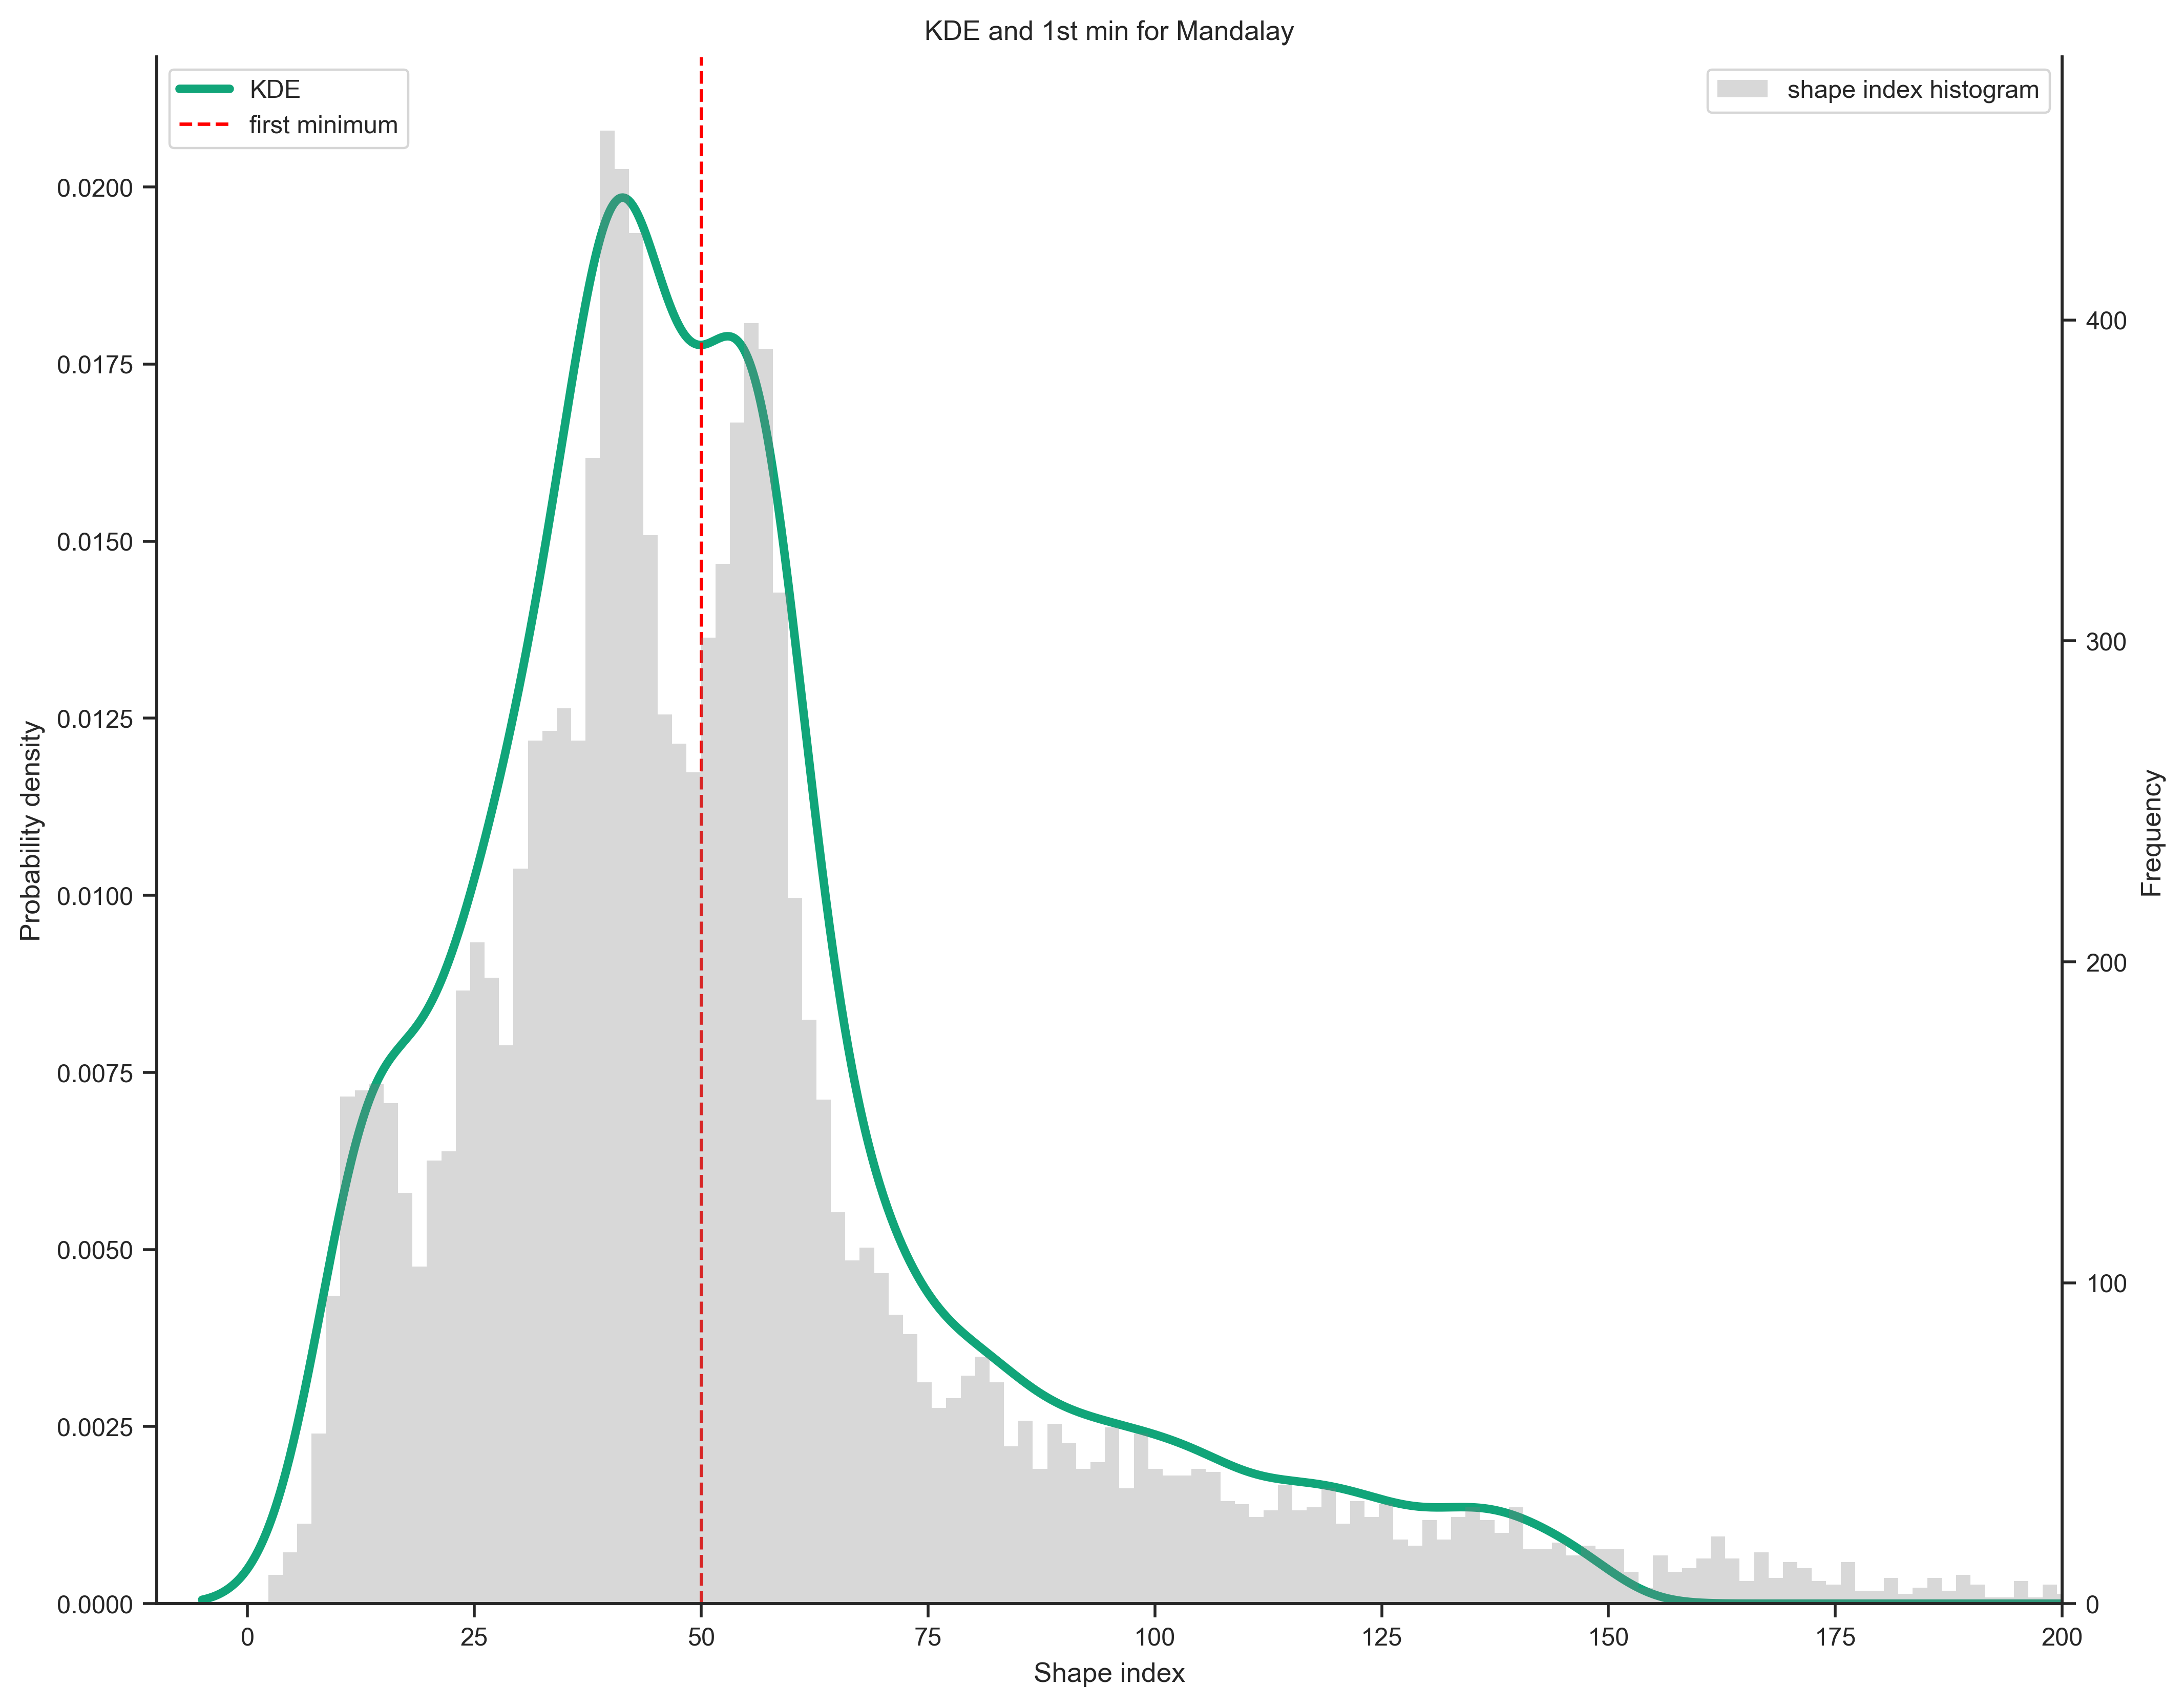 KDE and 1st min for Mandalay
KDE
first minimum
shape index histogram
0.0200
0.0175
0.0150
0.0125
0.0100
0.0075
0.0050
0.0025
0.0000
Probability density
400
300
200
100
0
Frequency
0 25 50 75 100 125 150 175 200
Shape index